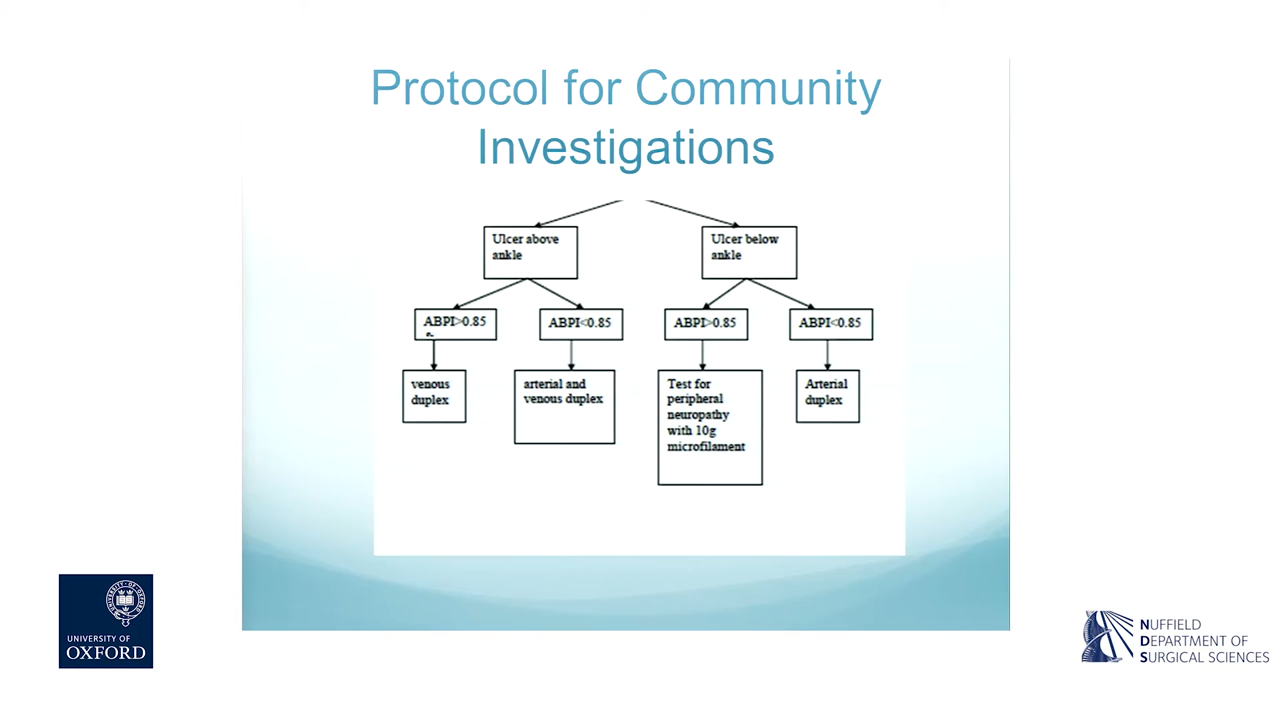 Protocol for Community
Investigations
Ulcer above
ankle
Ulcer below
ankle
ABPI>0.85
ABPI<0.85
ABPI>0.85
ABPI<0.85
venous
duplex
arterial and
venous duplex
Test for
peripheral
neuropathy
with 10g
microfilament
Arterial
duplex
UNIVERSITY OF
OXFORD
NUFFIELD
DEPARTMENT OF
SURGICAL SCIENCES